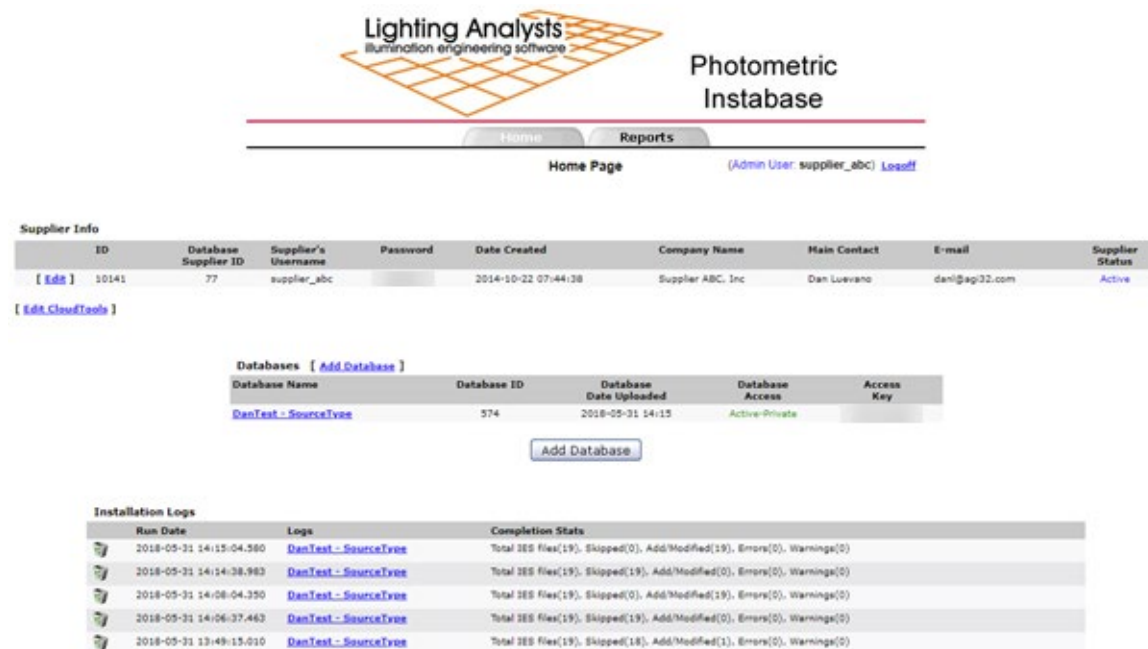 Lighting Analysts
illumination engineering software
Photometric
Instabase
Home Reports
Home Page (Admin User: supplier_abc) Logoff
Supplier Info
ID Database Supplier ID Supplier's Username Password Date Created Company Name Main Contact E-mail Supplier Status
[ Edit ] 10141 77 supplier_abc 2014-10-22 07:44:38 Supplier ABC, Inc Dan Luevano danl@agi32.com Active
[ Edit CloudTools ]
Databases [ Add Database ]
Database Name Database ID Database Date Uploaded Database Access Access Key
DanTest - SourceType 574 2018-05-31 14:15 Active-Private
Add Database
Installation Logs
Run Date Logs Completion Stats
2018-05-31 14:15:04.580 DanTest - SourceType Total IES files(19), Skipped(0), Add/Modified(19), Errors(0), Warnings(0)
2018-05-31 14:14:38.983 DanTest - SourceType Total IES files(19), Skipped(19), Add/Modified(0), Errors(0), Warnings(0)
2018-05-31 14:08:04.350 DanTest - SourceType Total IES files(19), Skipped(0), Add/Modified(19), Errors(0), Warnings(0)
2018-05-31 14:06:37.463 DanTest - SourceType Total IES files(19), Skipped(19), Add/Modified(0), Errors(0), Warnings(0)
2018-05-31 13:49:15.010 DanTest - SourceType Total IES files(19), Skipped(18), Add/Modified(1), Errors(0), Warnings(0)